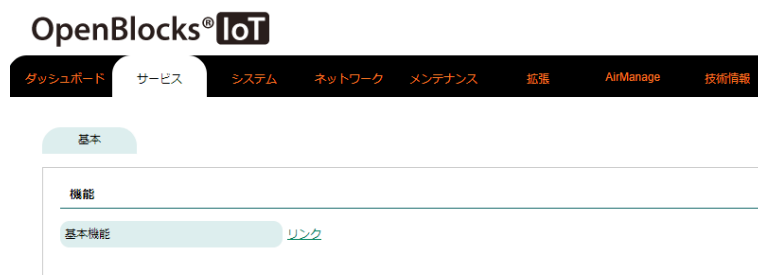 OpenBlocks® IoT
ダッシュボード サービス システム ネットワーク メンテナンス 拡張 AirManage 技術情報
基本
機能
基本機能 リンク